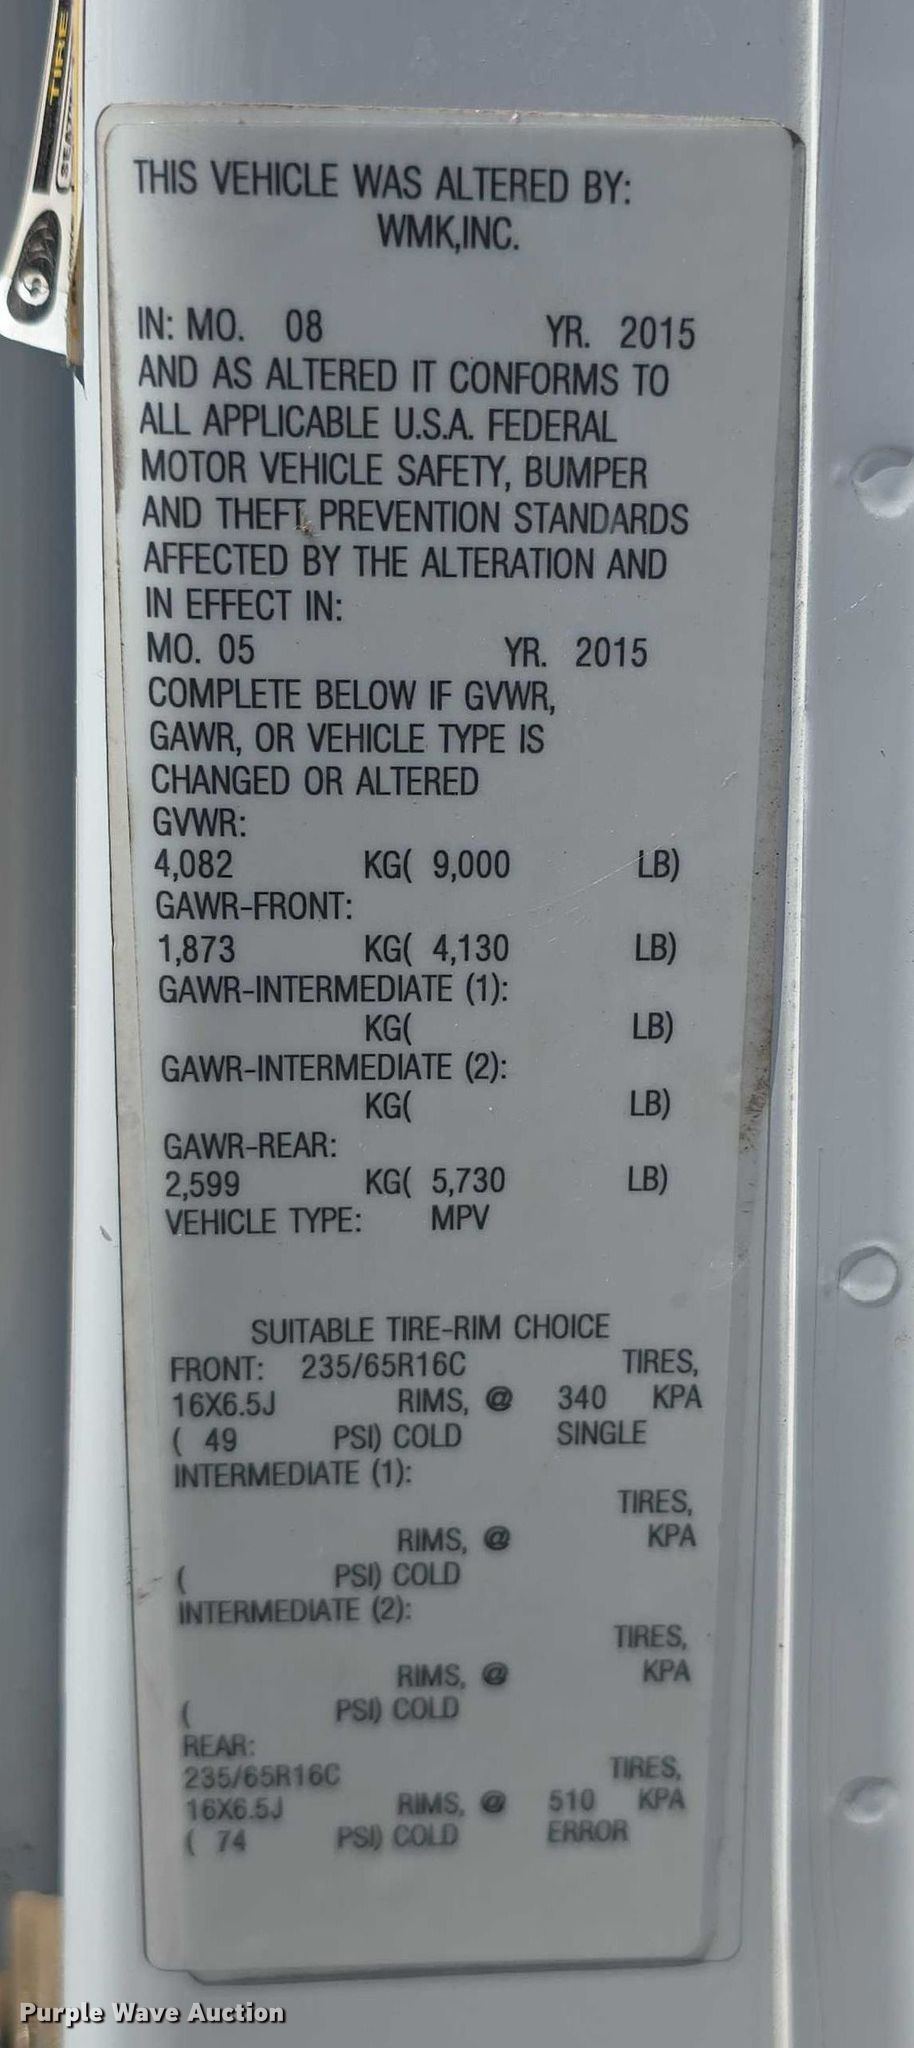 TIRE
THIS VEHICLE WAS ALTERED BY:
WMK,INC.
IN: MO. 08 YR. 2015
AND AS ALTERED IT CONFORMS TO
ALL APPLICABLE U.S.A. FEDERAL
MOTOR VEHICLE SAFETY, BUMPER
AND THEFT PREVENTION STANDARDS
AFFECTED BY THE ALTERATION AND
IN EFFECT IN:
MO. 05 YR. 2015
COMPLETE BELOW IF GVWR,
GAWR, OR VEHICLE TYPE IS
CHANGED OR ALTERED
GVWR:
4,082 KG( 9,000 LB)
GAWR-FRONT:
1,873 KG( 4,130 LB)
GAWR-INTERMEDIATE (1):
KG( LB)
GAWR-INTERMEDIATE (2):
KG( LB)
GAWR-REAR:
2,599 KG( 5,730 LB)
VEHICLE TYPE: MPV
SUITABLE TIRE-RIM CHOICE
FRONT: 235/65R16C TIRES,
16X6.5J RIMS, @ 340 KPA
( 49 PSI) COLD SINGLE
INTERMEDIATE (1):
TIRES,
RIMS, @ KPA
( PSI) COLD
INTERMEDIATE (2):
TIRES,
RIMS, @ KPA
( PSI) COLD
REAR:
235/65R16C TIRES,
16X6.5J RIMS, @ 510 KPA
( 74 PSI) COLD ERROR
Purple Wave Auction